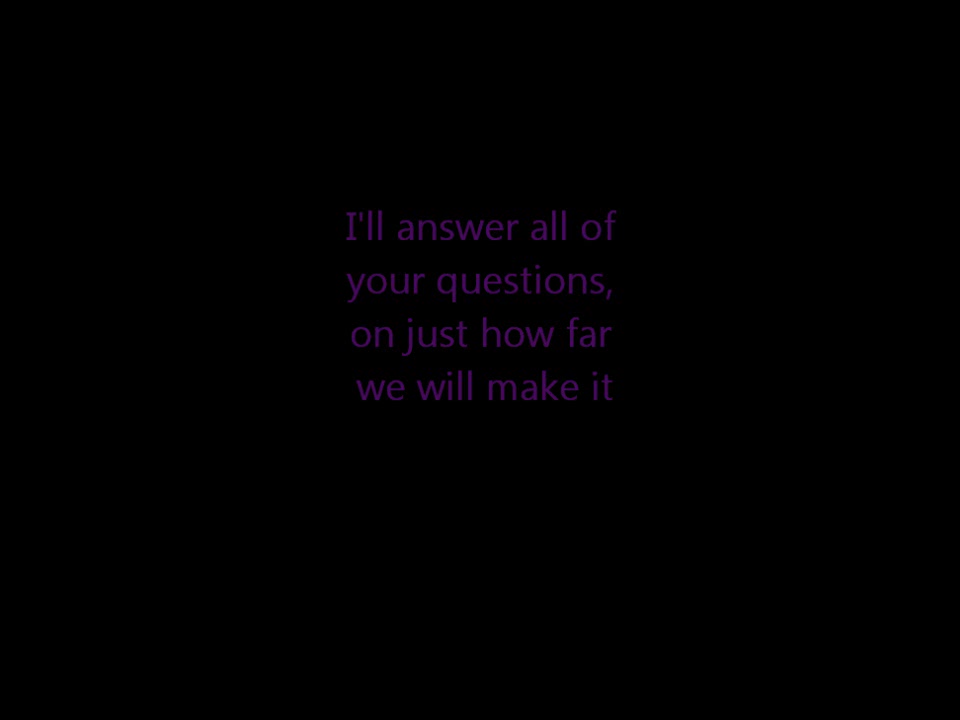 I'll answer all of
your questions,
on just how far
we will make it